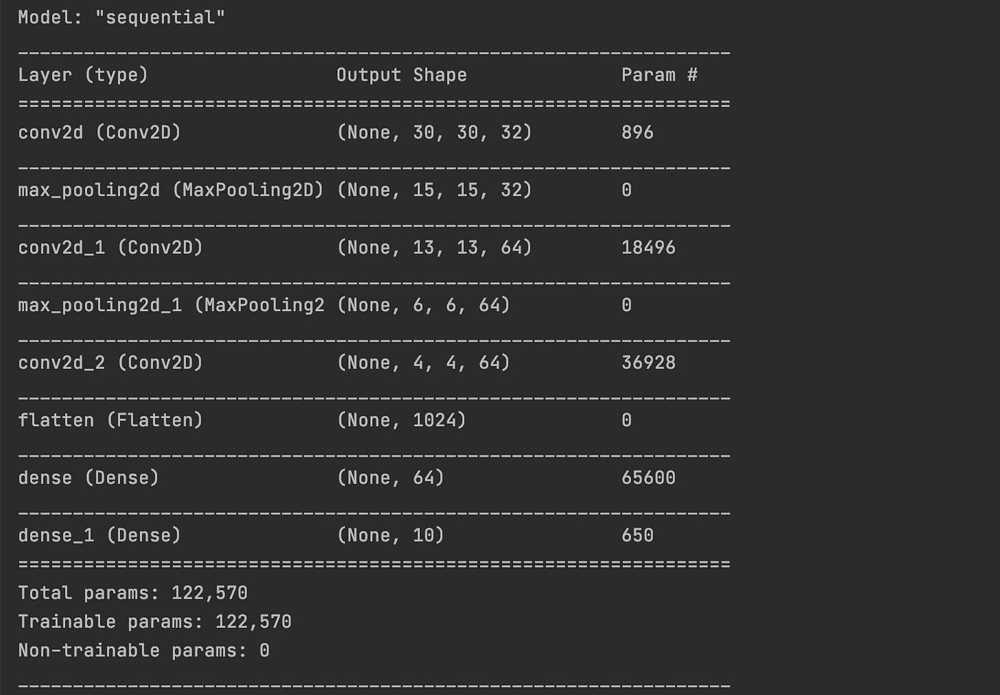 Model: "sequential"
_________________________________________________________________
Layer (type)                 Output Shape              Param #
=================================================================
conv2d (Conv2D)              (None, 30, 30, 32)        896
_________________________________________________________________
max_pooling2d (MaxPooling2D) (None, 15, 15, 32)        0
_________________________________________________________________
conv2d_1 (Conv2D)            (None, 13, 13, 64)        18496
_________________________________________________________________
max_pooling2d_1 (MaxPooling2 (None, 6, 6, 64)          0
_________________________________________________________________
conv2d_2 (Conv2D)            (None, 4, 4, 64)          36928
_________________________________________________________________
flatten (Flatten)            (None, 1024)              0
_________________________________________________________________
dense (Dense)                (None, 64)                65600
_________________________________________________________________
dense_1 (Dense)              (None, 10)                650
=================================================================
Total params: 122,570
Trainable params: 122,570
Non-trainable params: 0
_________________________________________________________________